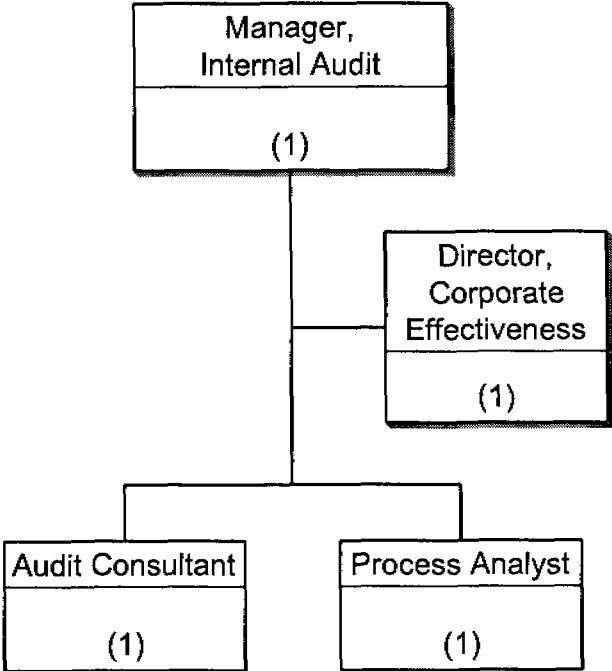 Manager,
Internal Audit
(1)
Director,
Corporate
Effectiveness
(1)
Audit Consultant
(1)
Process Analyst
(1)